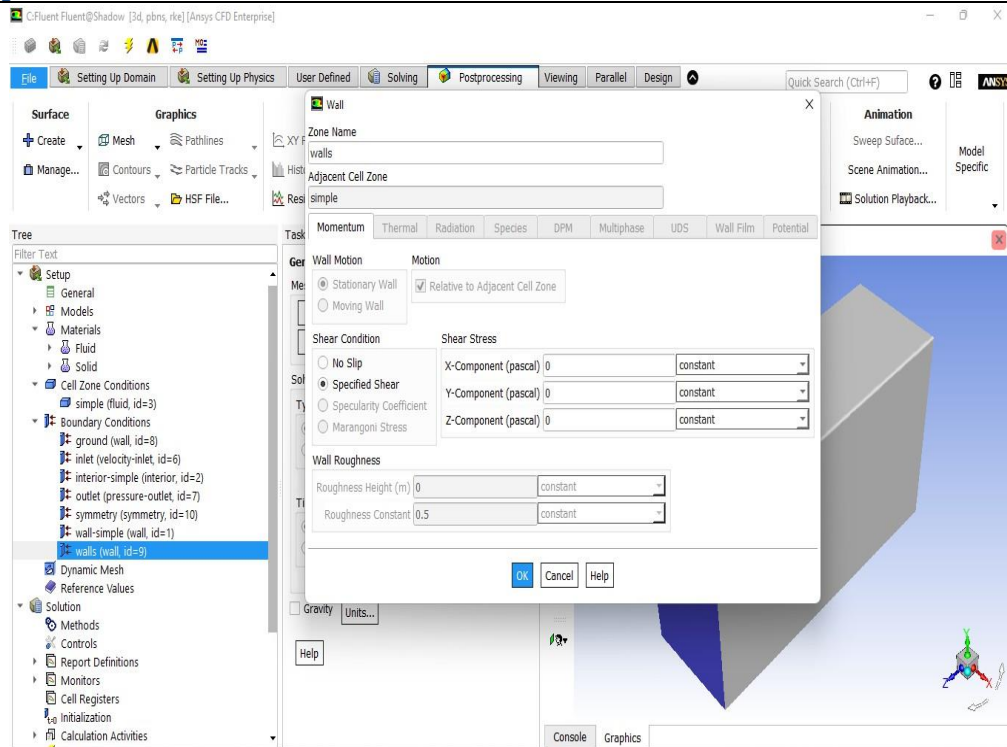 C:Fluent Fluent@Shadow [3d, pbns, rke] [Ansys CFD Enterprise]
File Setting Up Domain Setting Up Physics User Defined Solving Postprocessing Viewing Parallel Design Quick Search (Ctrl+F) ANSYS
Surface Graphics Animation
Create Mesh Pathlines XY Sweep Suface...
Manage... Contours Particle Tracks Scene Animation...
Vectors HSF File... Solution Playback...
Model
Specific
Wall
Zone Name
walls
Adjacent Cell Zone
simple
Momentum Thermal Radiation Species DPM Multiphase UDS Wall Film Potential
Wall Motion Motion
Stationary Wall Relative to Adjacent Cell Zone
Moving Wall
Shear Condition Shear Stress
No Slip X-Component (pascal) 0 constant
Specified Shear Y-Component (pascal) 0 constant
Specularity Coefficient Z-Component (pascal) 0 constant
Marangoni Stress
Wall Roughness
Roughness Height (m) 0 constant
Roughness Constant 0.5 constant
OK Cancel Help
Tree
Filter Text
Setup
General
Models
Materials
Fluid
Solid
Cell Zone Conditions
simple (fluid, id=3)
Boundary Conditions
ground (wall, id=8)
inlet (velocity-inlet, id=6)
interior-simple (interior, id=2)
outlet (pressure-outlet, id=7)
symmetry (symmetry, id=10)
wall-simple (wall, id=1)
walls (wall, id=9)
Dynamic Mesh
Reference Values
Solution
Methods
Controls
Report Definitions
Monitors
Cell Registers
Initialization
Calculation Activities
Task
Gravity Units...
Help
Y
Z X
Console Graphics